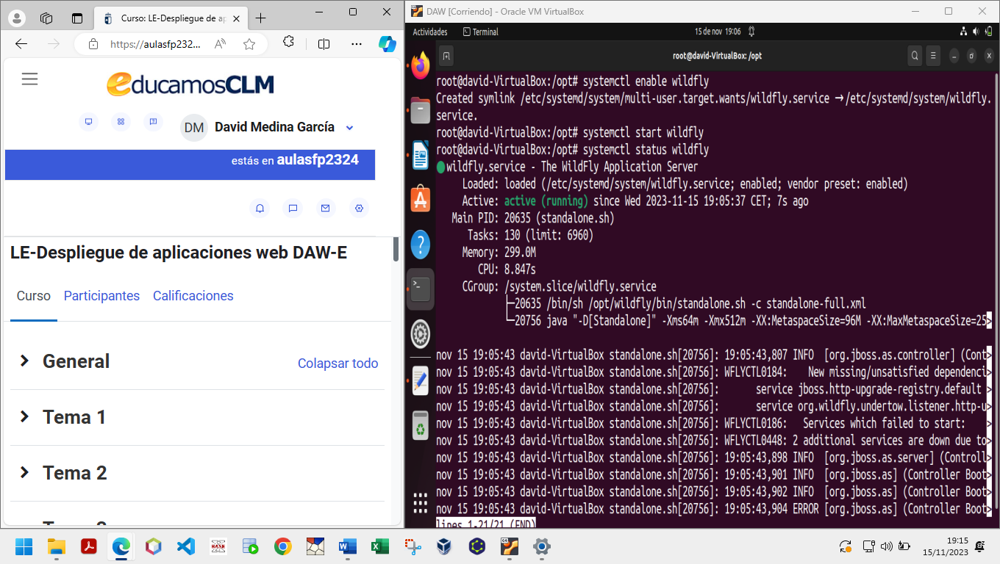 Curso: LE-Despliegue de ap
https://aulasfp232...
educamosCLM
DM David Medina García
estás en aulasfp2324
LE-Despliegue de aplicaciones web DAW-E
Curso Participantes Calificaciones
General Colapsar todo
Tema 1
Tema 2
DAW [Corriendo] - Oracle VM VirtualBox
Actividades Terminal 15 de nov 19:06
root@david-VirtualBox: /opt
root@david-VirtualBox:/opt# systemctl enable wildfly
Created symlink /etc/systemd/system/multi-user.target.wants/wildfly.service → /etc/systemd/system/wildfly.
service.
root@david-VirtualBox:/opt# systemctl start wildfly
root@david-VirtualBox:/opt# systemctl status wildfly
● wildfly.service - The WildFly Application Server
Loaded: loaded (/etc/systemd/system/wildfly.service; enabled; vendor preset: enabled)
Active: active (running) since Wed 2023-11-15 19:05:37 CET; 7s ago
Main PID: 20635 (standalone.sh)
Tasks: 130 (limit: 6960)
Memory: 299.0M
CPU: 8.847s
CGroup: /system.slice/wildfly.service
├─20635 /bin/sh /opt/wildfly/bin/standalone.sh -c standalone-full.xml
└─20756 java "-D[Standalone]" -Xms64m -Xmx512m -XX:MetaspaceSize=96M -XX:MaxMetaspaceSize=25>
nov 15 19:05:43 david-VirtualBox standalone.sh[20756]: 19:05:43,807 INFO [org.jboss.as.controller] (Cont>
nov 15 19:05:43 david-VirtualBox standalone.sh[20756]: WFLYCTL0184: New missing/unsatisfied dependenci>
nov 15 19:05:43 david-VirtualBox standalone.sh[20756]: service jboss.http-upgrade-registry.default >
nov 15 19:05:43 david-VirtualBox standalone.sh[20756]: service org.wildfly.undertow.listener.http-u>
nov 15 19:05:43 david-VirtualBox standalone.sh[20756]: WFLYCTL0186: Services which failed to start: >
nov 15 19:05:43 david-VirtualBox standalone.sh[20756]: WFLYCTL0448: 2 additional services are down due to>
nov 15 19:05:43 david-VirtualBox standalone.sh[20756]: 19:05:43,898 INFO [org.jboss.as.server] (Controll>
nov 15 19:05:43 david-VirtualBox standalone.sh[20756]: 19:05:43,901 INFO [org.jboss.as] (Controller Boot>
nov 15 19:05:43 david-VirtualBox standalone.sh[20756]: 19:05:43,902 INFO [org.jboss.as] (Controller Boot>
nov 15 19:05:43 david-VirtualBox standalone.sh[20756]: 19:05:43,904 ERROR [org.jboss.as] (Controller Boot>
lines 1-21/21 (END)
19:15
15/11/2023